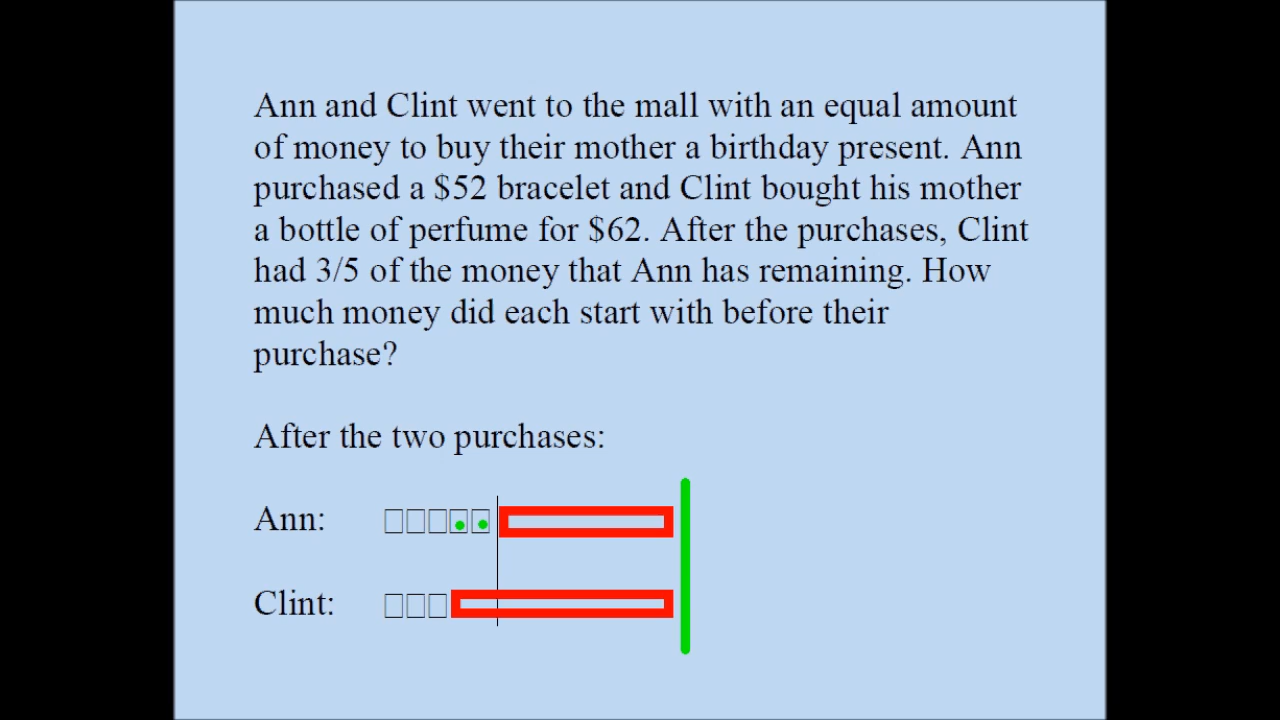 Ann and Clint went to the mall with an equal amount
of money to buy their mother a birthday present. Ann
purchased a $52 bracelet and Clint bought his mother
a bottle of perfume for $62. After the purchases, Clint
had 3/5 of the money that Ann has remaining. How
much money did each start with before their
purchase?
After the two purchases:
Ann:
Clint: